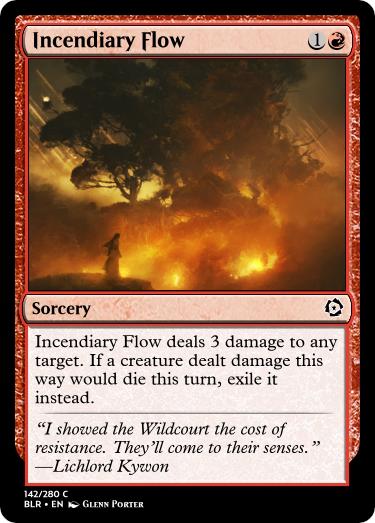 Incendiary Flow 1
Sorcery
Incendiary Flow deals 3 damage to any
target. If a creature dealt damage this
way would die this turn, exile it
instead.
“I showed the Wildcourt the cost of
resistance. They’ll come to their senses.”
—Lichlord Kywon
142/280 C
BLR • EN Glenn Porter